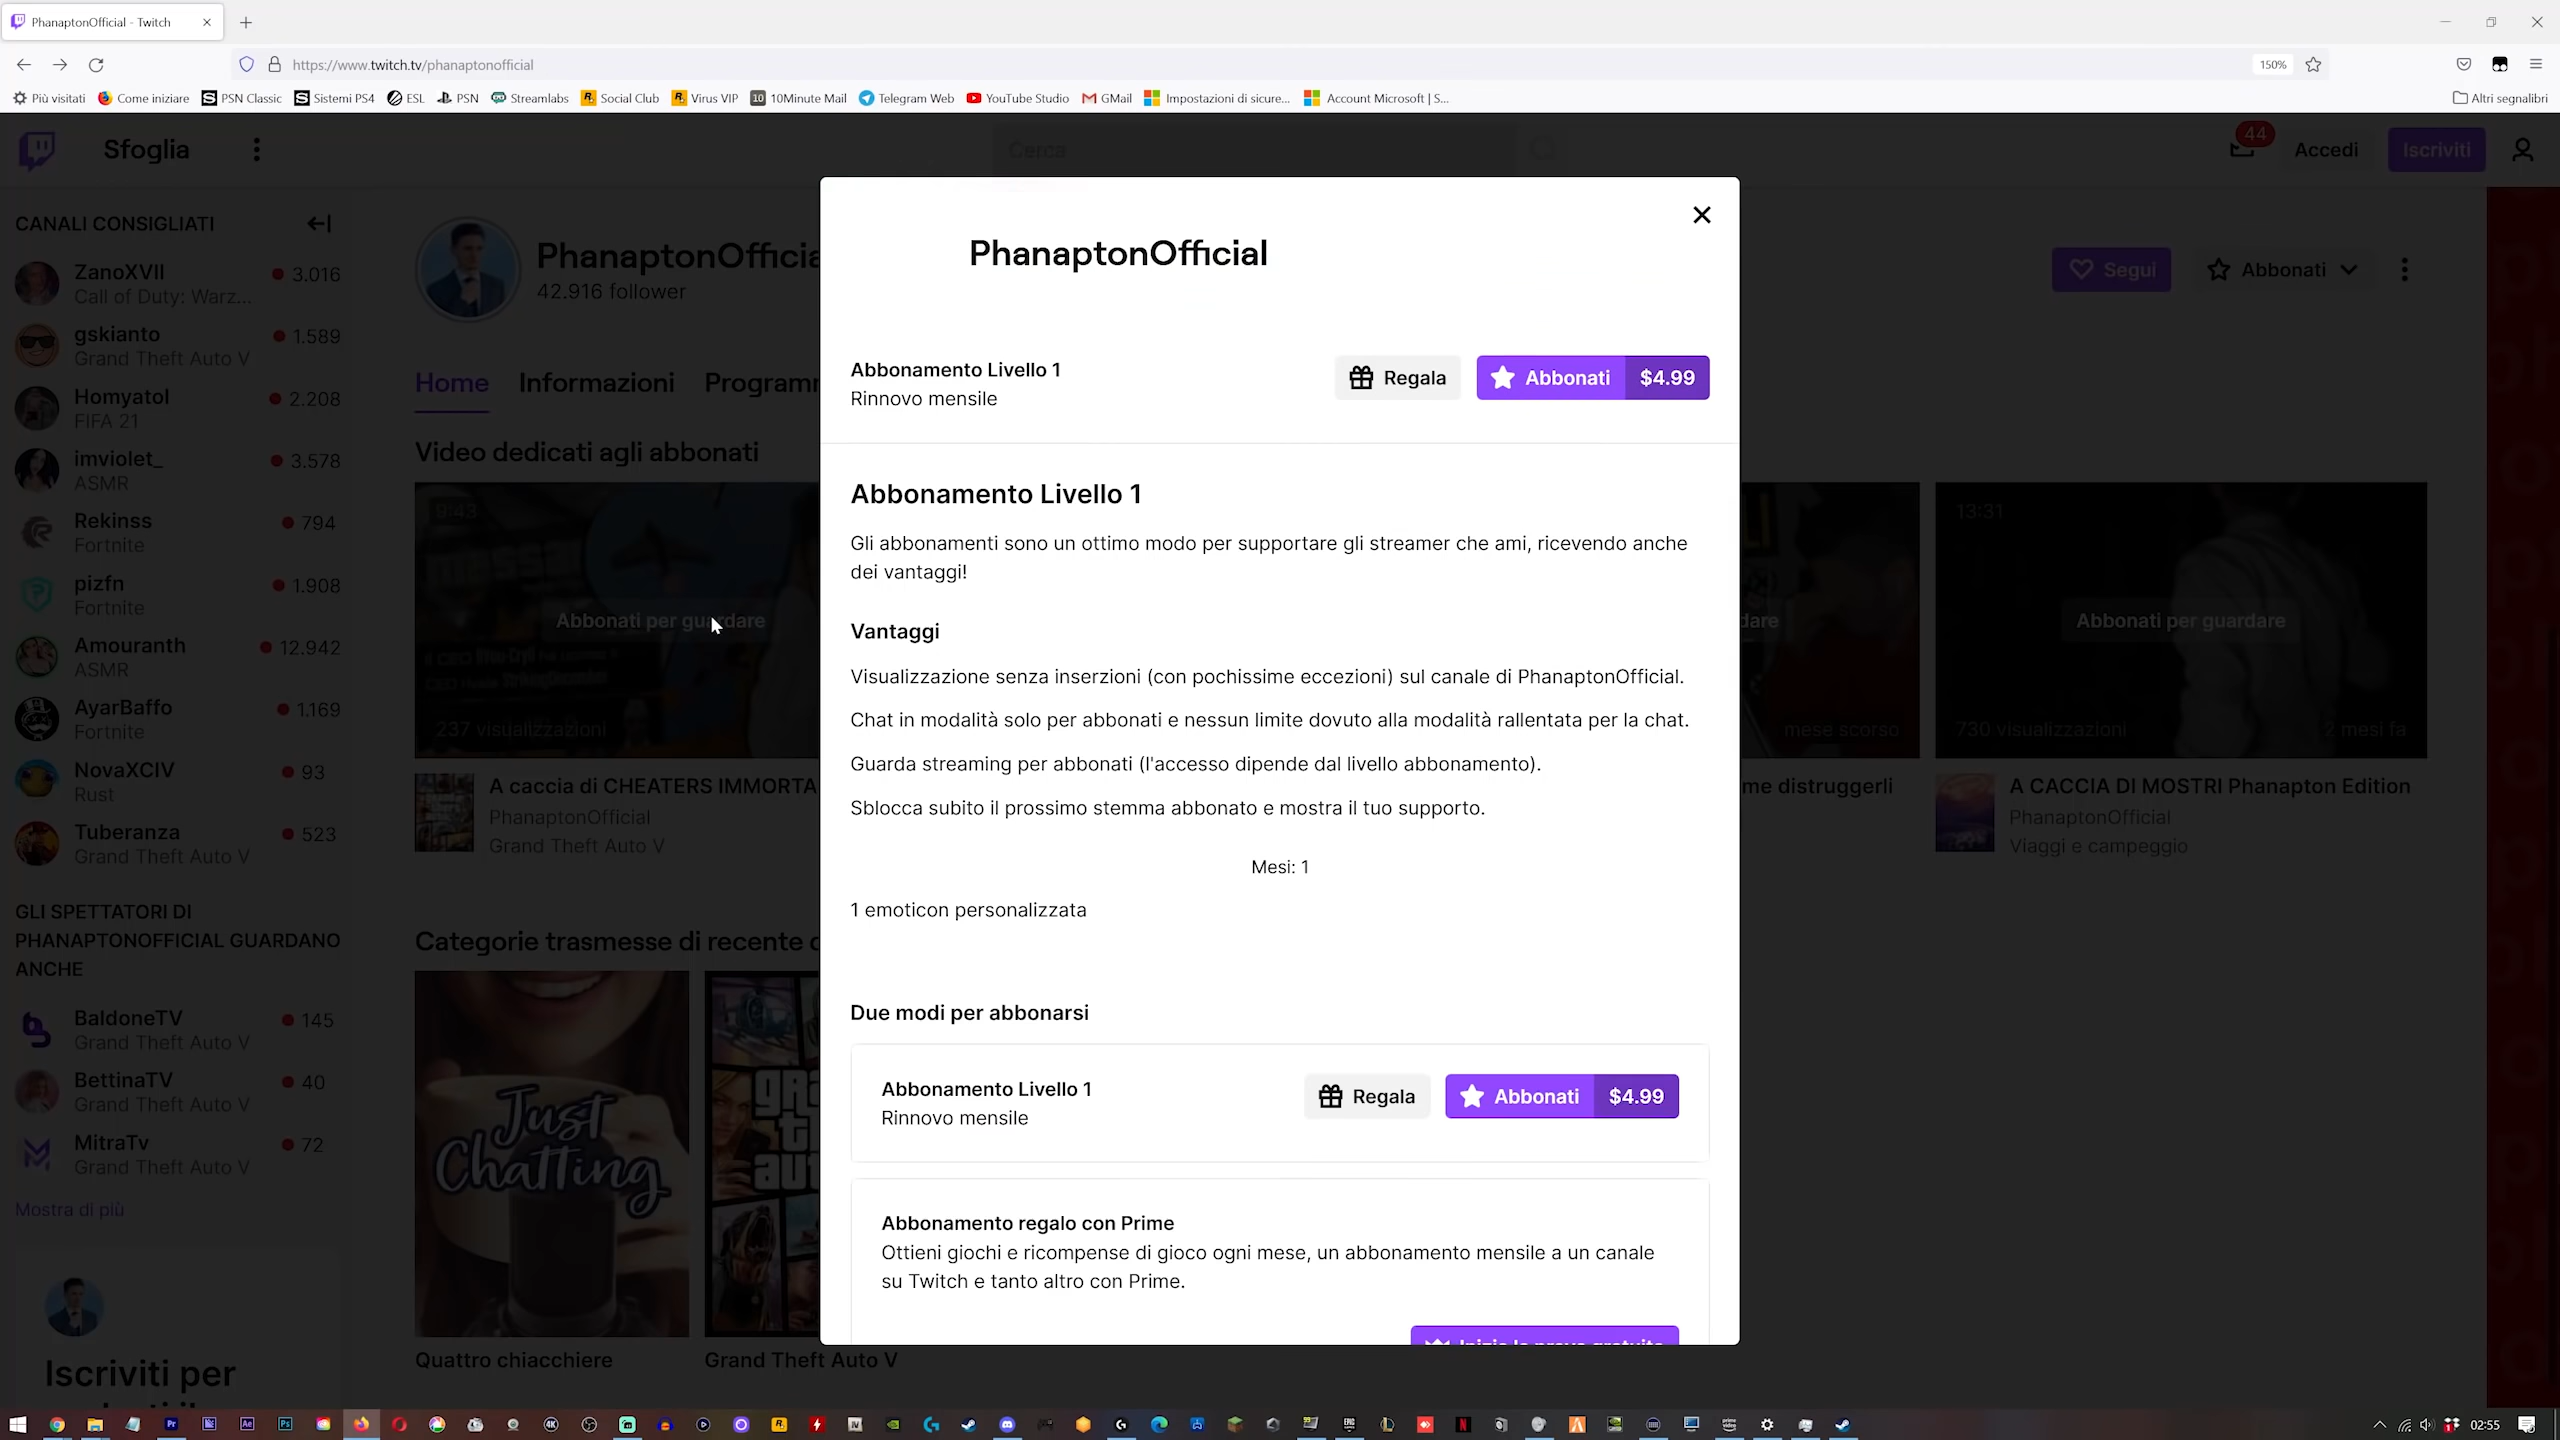 PhanaptonOfficial - Twitch
https://www.twitch.tv/phanaptonofficial
150%
Più visitati
Come iniziare
PSN Classic
Sistemi PS4
ESL
PSN
Streamlabs
Social Club
Virus VIP
10Minute Mail
Telegram Web
YouTube Studio
GMail
Impostazioni di sicure...
Account Microsoft | S...
Altri segnalibri
Sfoglia
Cerca
44
Accedi
Iscriviti
CANALI CONSIGLIATI
ZanoXVII
3.016
Call of Duty: Warz...
gskianto
1.589
Grand Theft Auto V
Homyatol
2.208
FIFA 21
imviolet_
3.578
ASMR
Rekinss
794
Fortnite
pizfn
1.908
Fortnite
Amouranth
12.942
ASMR
AyarBaffo
1.169
Fortnite
NovaXCIV
93
Rust
Tuberanza
523
Grand Theft Auto V
GLI SPETTATORI DI
PHANAPTONOFFICIAL GUARDANO
ANCHE
BaldoneTV
145
Grand Theft Auto V
BettinaTV
40
Grand Theft Auto V
MitraTv
72
Grand Theft Auto V
Mostra di più
Iscriviti per
PhanaptonOfficia
42.916 follower
Segui
Abbonati
Home
Informazioni
Programm
Video dedicati agli abbonati
9:43
Abbonati per guardare
237 visualizzazioni
A caccia di CHEATERS IMMORTA
PhanaptonOfficial
Grand Theft Auto V
dare
mese scorso
me distruggerli
13:31
Abbonati per guardare
730 visualizzazioni
2 mesi fa
A CACCIA DI MOSTRI Phanapton Edition
PhanaptonOfficial
Viaggi e campeggio
Categorie trasmesse di recente d
Just
Chatting
Quattro chiacchiere
Grand Theft Auto V
PhanaptonOfficial
Abbonamento Livello 1
Rinnovo mensile
Regala
Abbonati
$4.99
Abbonamento Livello 1
Gli abbonamenti sono un ottimo modo per supportare gli streamer che ami, ricevendo anche
dei vantaggi!
Vantaggi
Visualizzazione senza inserzioni (con pochissime eccezioni) sul canale di PhanaptonOfficial.
Chat in modalità solo per abbonati e nessun limite dovuto alla modalità rallentata per la chat.
Guarda streaming per abbonati (l'accesso dipende dal livello abbonamento).
Sblocca subito il prossimo stemma abbonato e mostra il tuo supporto.
Mesi: 1
1 emoticon personalizzata
Due modi per abbonarsi
Abbonamento Livello 1
Rinnovo mensile
Regala
Abbonati
$4.99
Abbonamento regalo con Prime
Ottieni giochi e ricompense di gioco ogni mese, un abbonamento mensile a un canale
su Twitch e tanto altro con Prime.
02:55